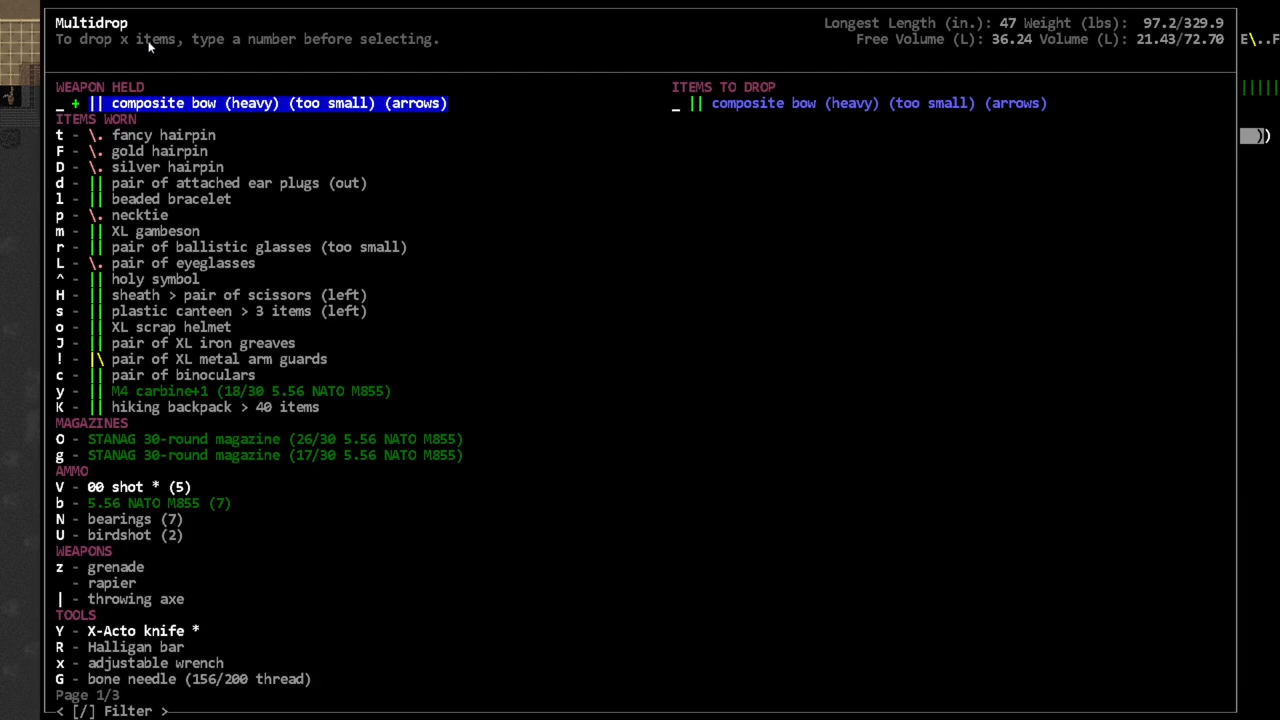 Multidrop
Longest Length (in.): 47 Weight (lbs): 97.2/329.9
To drop x items, type a number before selecting.
Free Volume (L): 36.24 Volume (L): 21.43/72.70
E\..F
WEAPON HELD
ITEMS TO DROP
_ + || composite bow (heavy) (too small) (arrows)
_ || composite bow (heavy) (too small) (arrows)
ITEMS WORN
t - \. fancy hairpin
F - \. gold hairpin
D - \. silver hairpin
d - || pair of attached ear plugs (out)
l - || beaded bracelet
p - \. necktie
m - || XL gambeson
r - || pair of ballistic glasses (too small)
L - \. pair of eyeglasses
^ - || holy symbol
H - || sheath > pair of scissors (left)
s - || plastic canteen > 3 items (left)
o - || XL scrap helmet
J - || pair of XL iron greaves
! - |\ pair of XL metal arm guards
c - || pair of binoculars
y - || M4 carbine+1 (18/30 5.56 NATO M855)
K - || hiking backpack > 40 items
MAGAZINES
O - STANAG 30-round magazine (26/30 5.56 NATO M855)
g - STANAG 30-round magazine (17/30 5.56 NATO M855)
AMMO
V - 00 shot * (5)
b - 5.56 NATO M855 (7)
N - bearings (7)
U - birdshot (2)
WEAPONS
z - grenade
- rapier
| - throwing axe
TOOLS
Y - X-Acto knife *
R - Halligan bar
x - adjustable wrench
G - bone needle (156/200 thread)
Page 1/3
< [/] Filter >